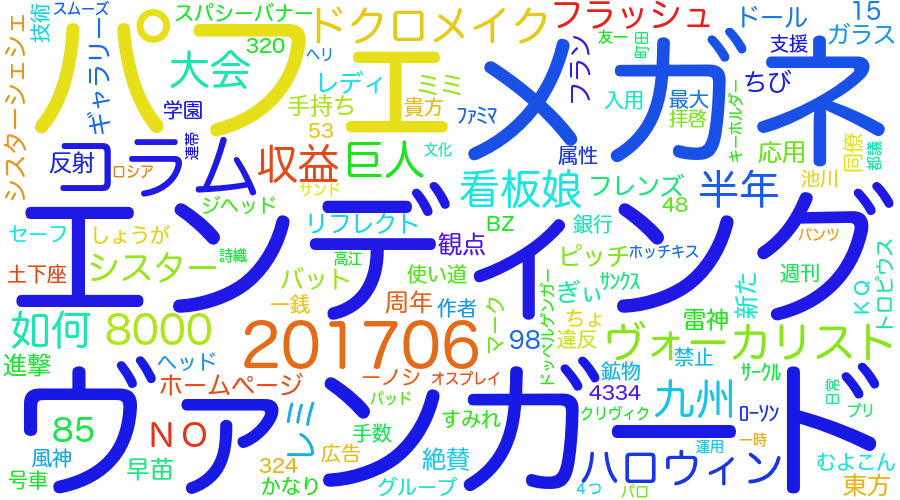 スムーズ
スパシーバナー
ドクロメイク
フラッシュ
ドール
15
ガラス
技術
320
ヘリ
友一
町田
支援
パフェ
メガネ
大会
レディ
ミミ
フラン
ちび
ギャラリー
シスターシェシェ
学園
手持ち
貴方
ファミマ
入用
最大
拝啓
キーホルダー
53
連帯
反射
ロシア
コラム
収益
巨人
文化
属性
応用
同僚
都議
サンド
看板娘
フレンズ
半年
池川
48
ジヘッド
エンディング
リフレクト
BZ
銀行
セーフ
しょうが
観点
パンツ
シスター
詩織
高江
ピッチ
ホッチキス
土下座
バット
使い道
ぎぃ
サンクス
新た
週刊
KQ
トロピウス
一銭
周年
作者
マーク
ドッペルゲンガー
ちょ
雷神
如何
8000
201706
98
違反
ヴォーカリスト
進撃
ヘッド
禁止
鉱物
サークル
ホームページ
一ノシ
オスプレイ
4334
日常
ヴァンガード
パッド
クリヴィク
九州
ローソン
プリ
85
NO
レミ
すみれ
手数
運用
一時
風神
早苗
324
広告
絶賛
ハロウィン
むよこん
号車
かなり
グループ
4つ
パロ
東方